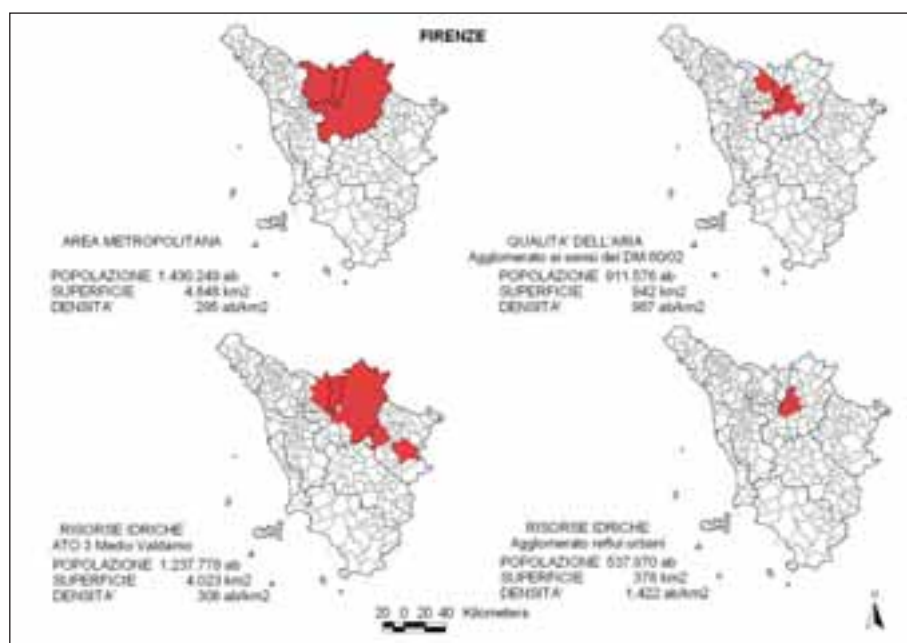 FIRENZE
AREA METROPOLITANA
POPOLAZIONE 1.430.249 ab
SUPERFICIE 4.848 km2
DENSITA' 295 ab/km2
QUALITA' DELL'ARIA
Agglomerato ai sensi del DM 60/02
POPOLAZIONE 911.576 ab
SUPERFICIE 942 km2
DENSITA' 967 ab/km2
RISORSE IDRICHE
ATO 3 Medio Valdarno
POPOLAZIONE 1.237.778 ab
SUPERFICIE 4.023 km2
DENSITA' 308 ab/km2
RISORSE IDRICHE
Agglomerato reflui urbani
POPOLAZIONE 537.870 ab
SUPERFICIE 378 km2
DENSITA' 1.422 ab/km2
20 0 20 40 Kilometers